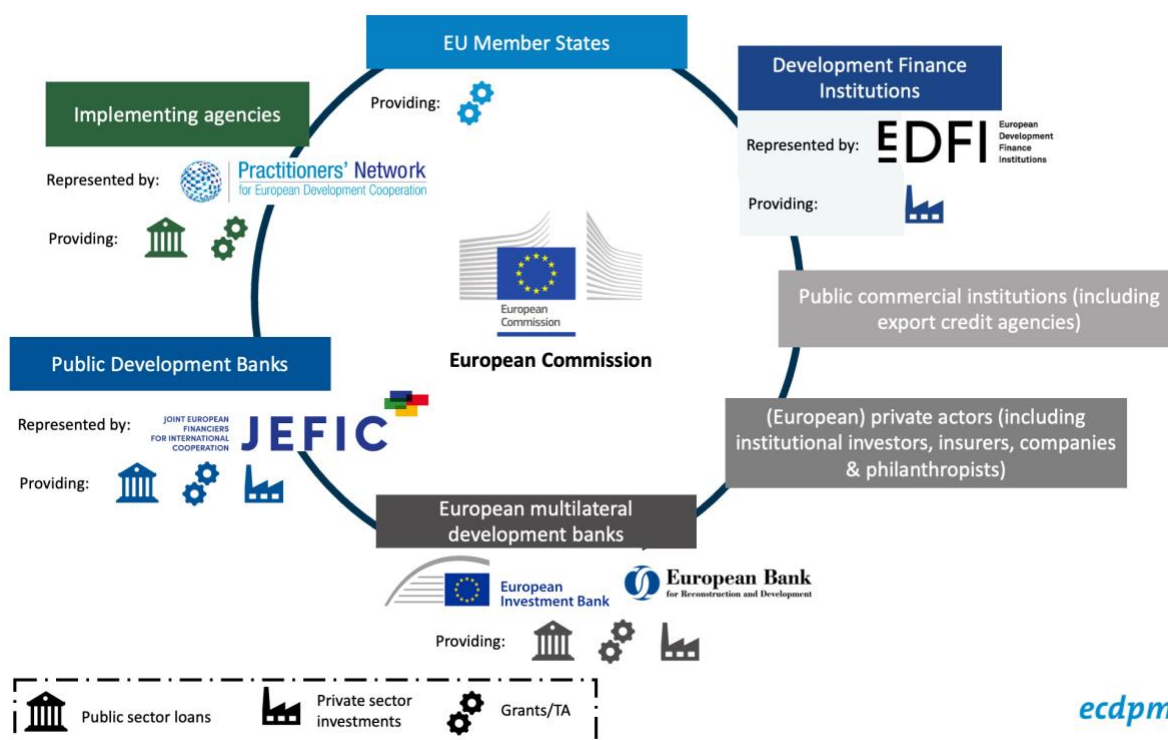 EU Member States
Providing:
Development Finance
Institutions
Represented by:
EDFI
European
Development
Finance
Institutions
Providing:
Implementing agencies
Represented by:
Practitioners' Network
for European Development Cooperation
Providing:
European
Commission
European Commission
Public commercial institutions (including
export credit agencies)
Public Development Banks
Represented by:
JOINT EUROPEAN
FINANCIERS
FOR INTERNATIONAL
COOPERATION
JEFIC
Providing:
(European) private actors (including
institutional investors, insurers, companies
& philanthropists)
European multilateral
development banks
European
Investment Bank
European Bank
for Reconstruction and Development
Providing:
Public sector loans
Private sector
investments
Grants/TA
ecdpm